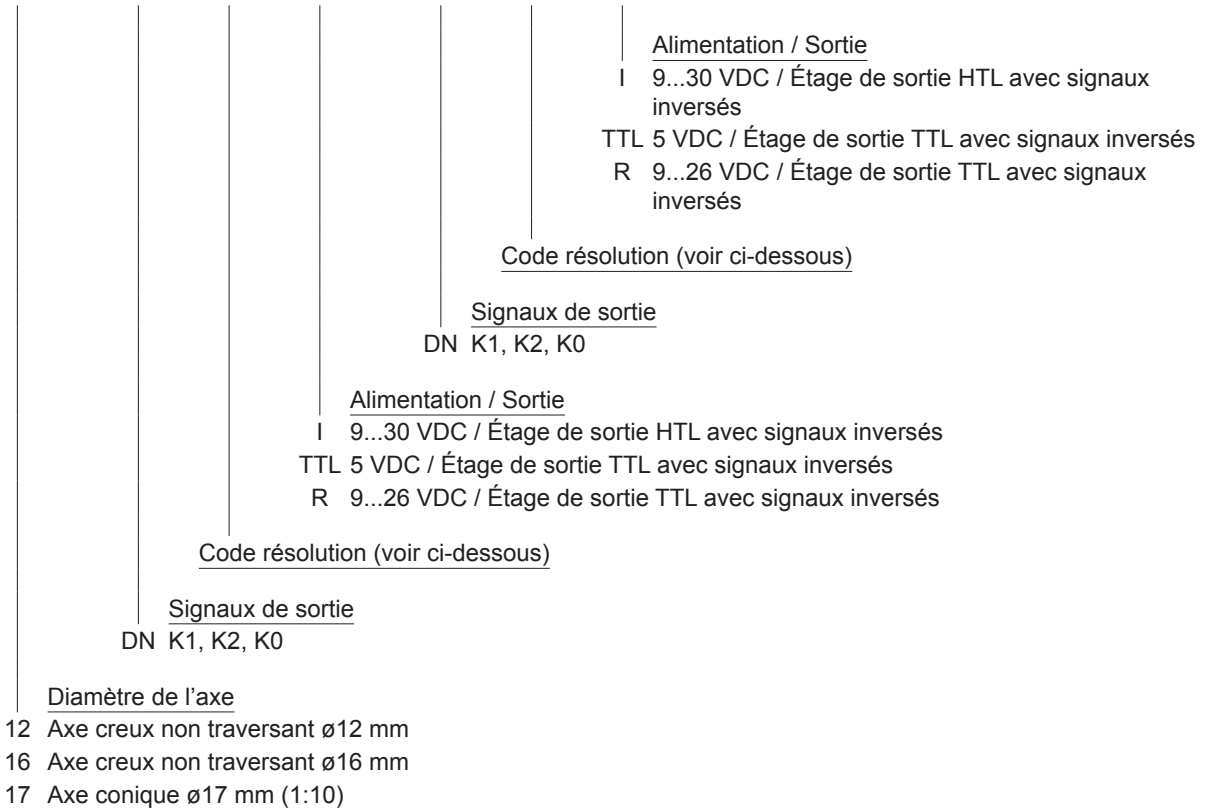 Alimentation / Sortie
I 9...30 VDC / Étage de sortie HTL avec signaux
inversés
TTL 5 VDC / Étage de sortie TTL avec signaux inversés
R 9...26 VDC / Étage de sortie TTL avec signaux
inversés
Code résolution (voir ci-dessous)
Signaux de sortie
DN K1, K2, K0
Alimentation / Sortie
I 9...30 VDC / Étage de sortie HTL avec signaux inversés
TTL 5 VDC / Étage de sortie TTL avec signaux inversés
R 9...26 VDC / Étage de sortie TTL avec signaux inversés
Code résolution (voir ci-dessous)
Signaux de sortie
DN K1, K2, K0
Diamètre de l'axe
12 Axe creux non traversant ø12 mm
16 Axe creux non traversant ø16 mm
17 Axe conique ø17 mm (1:10)